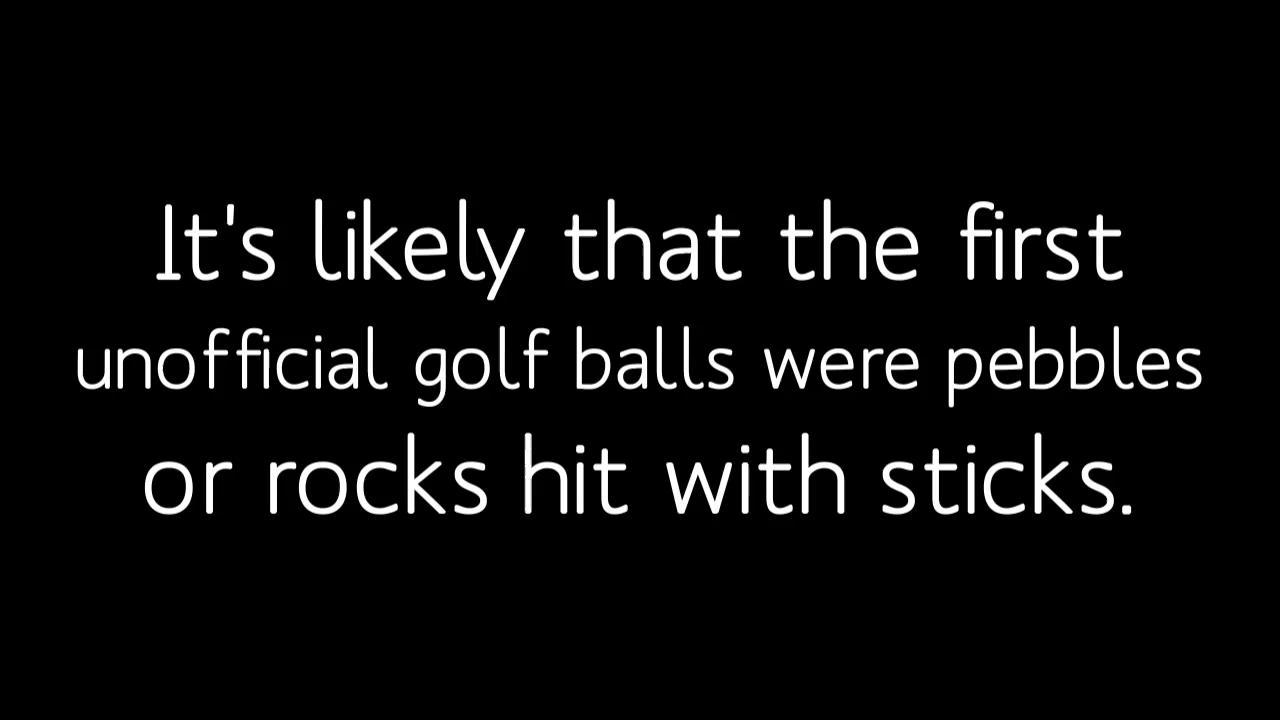 It's likely that the first
unofficial golf balls were pebbles
or rocks hit with sticks.